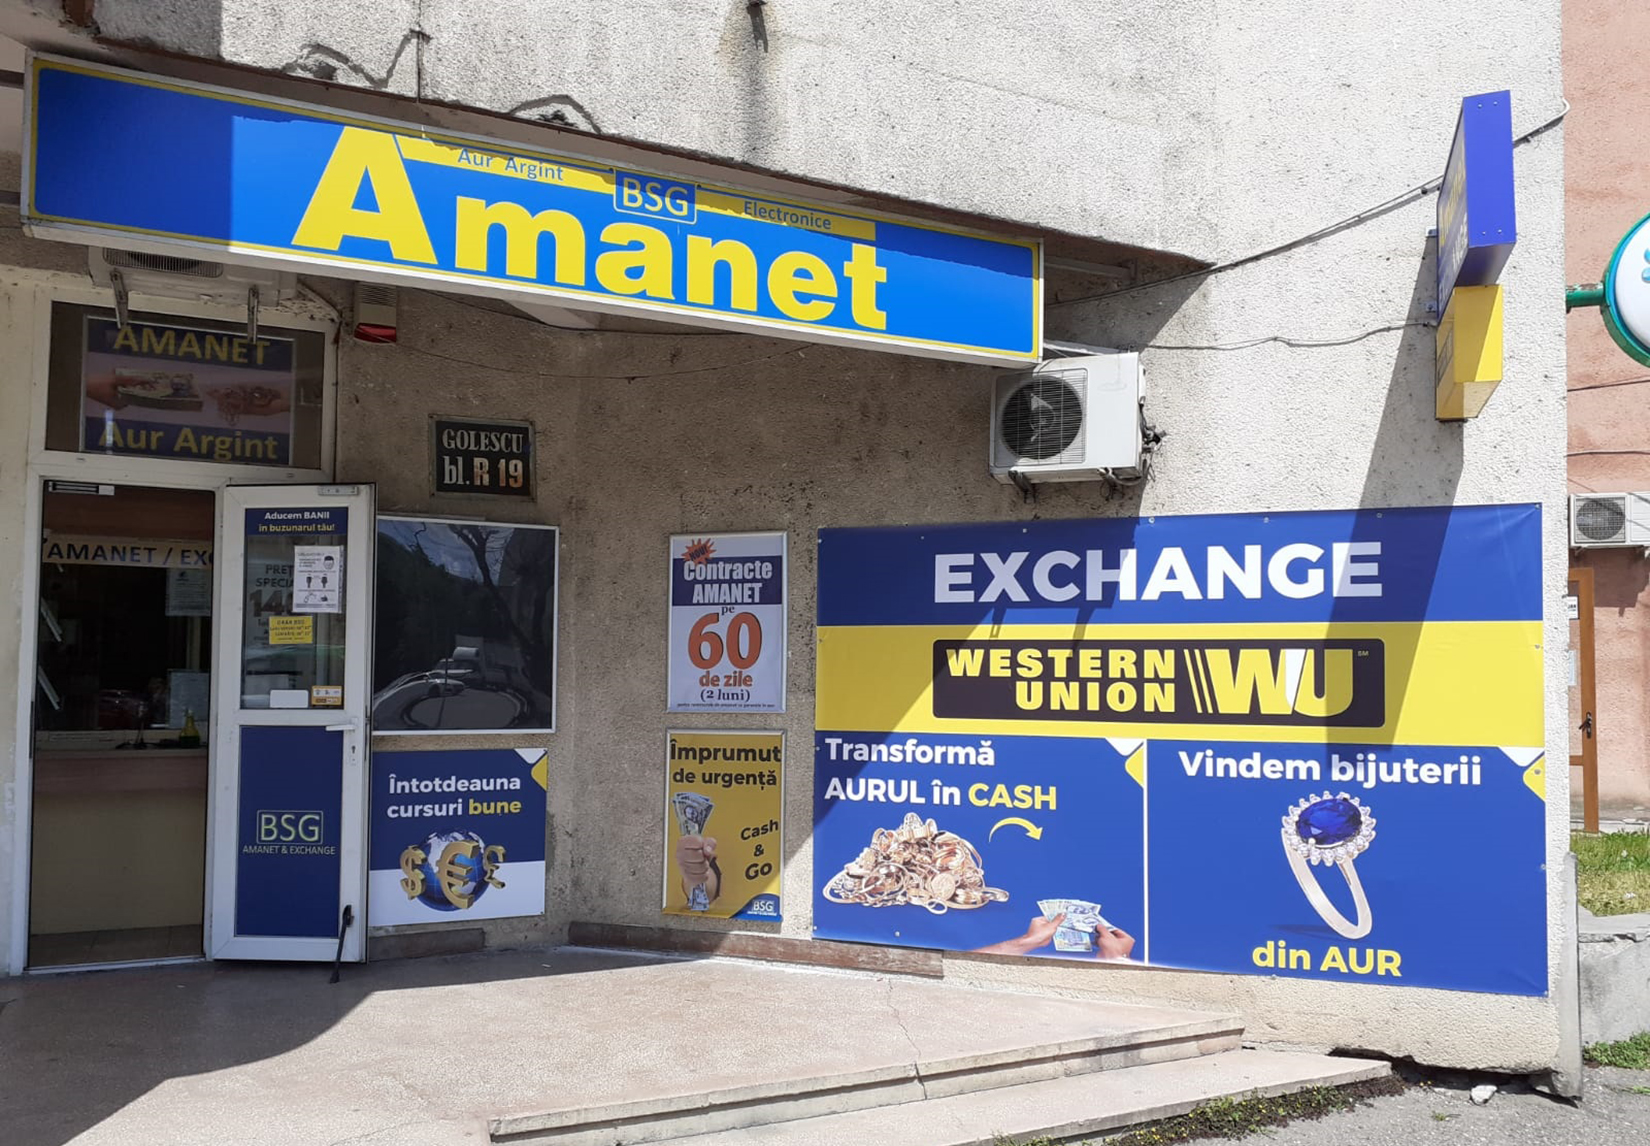 Aur Argint
BSG
Electronice
Amanet
AMANET
Aur Argint
GOLESCU
bl. R 19
Aducem BANII
în buzunarul tău!
AMANET / EX
BSG
AMANET & EXCHANGE
Întotdeauna
cursuri bune
$ € £
NOU!
Contracte
AMANET
pe
60
de zile
(2 luni)
Împrumut
de urgență
Cash
&
Go
BSG
EXCHANGE
WESTERN
UNION
WU
SM
Transformă
AURUL în CASH
Vindem bijuterii
din AUR